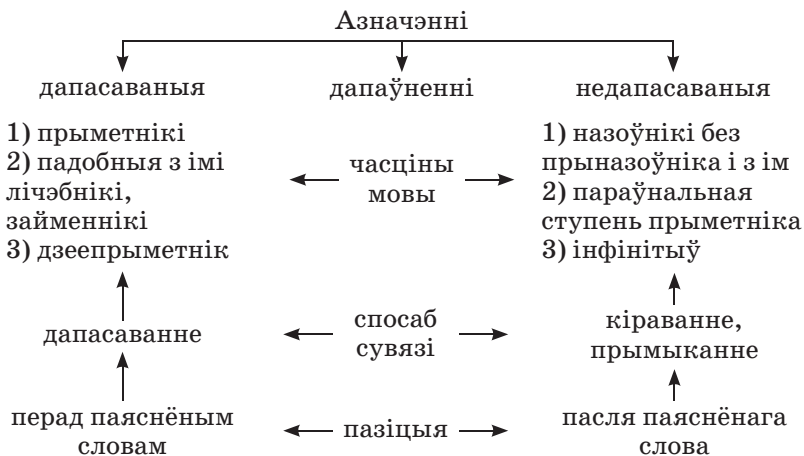 Азначэнні
дапасаваныя
дапаўненні
недапасаваныя
1) прыметнікі
2) падобныя з імі
лічэбнікі,
займеннікі
3) дзеепрыметнік
часціны
мовы
1) назоўнікі без
прыназоўніка і з ім
2) параўнальная
ступень прыметніка
3) інфінітыў
дапасаванне
спосаб
сувязі
кіраванне,
прымыканне
перад паяснёным
словам
пазіцыя
пасля паяснёнага
слова